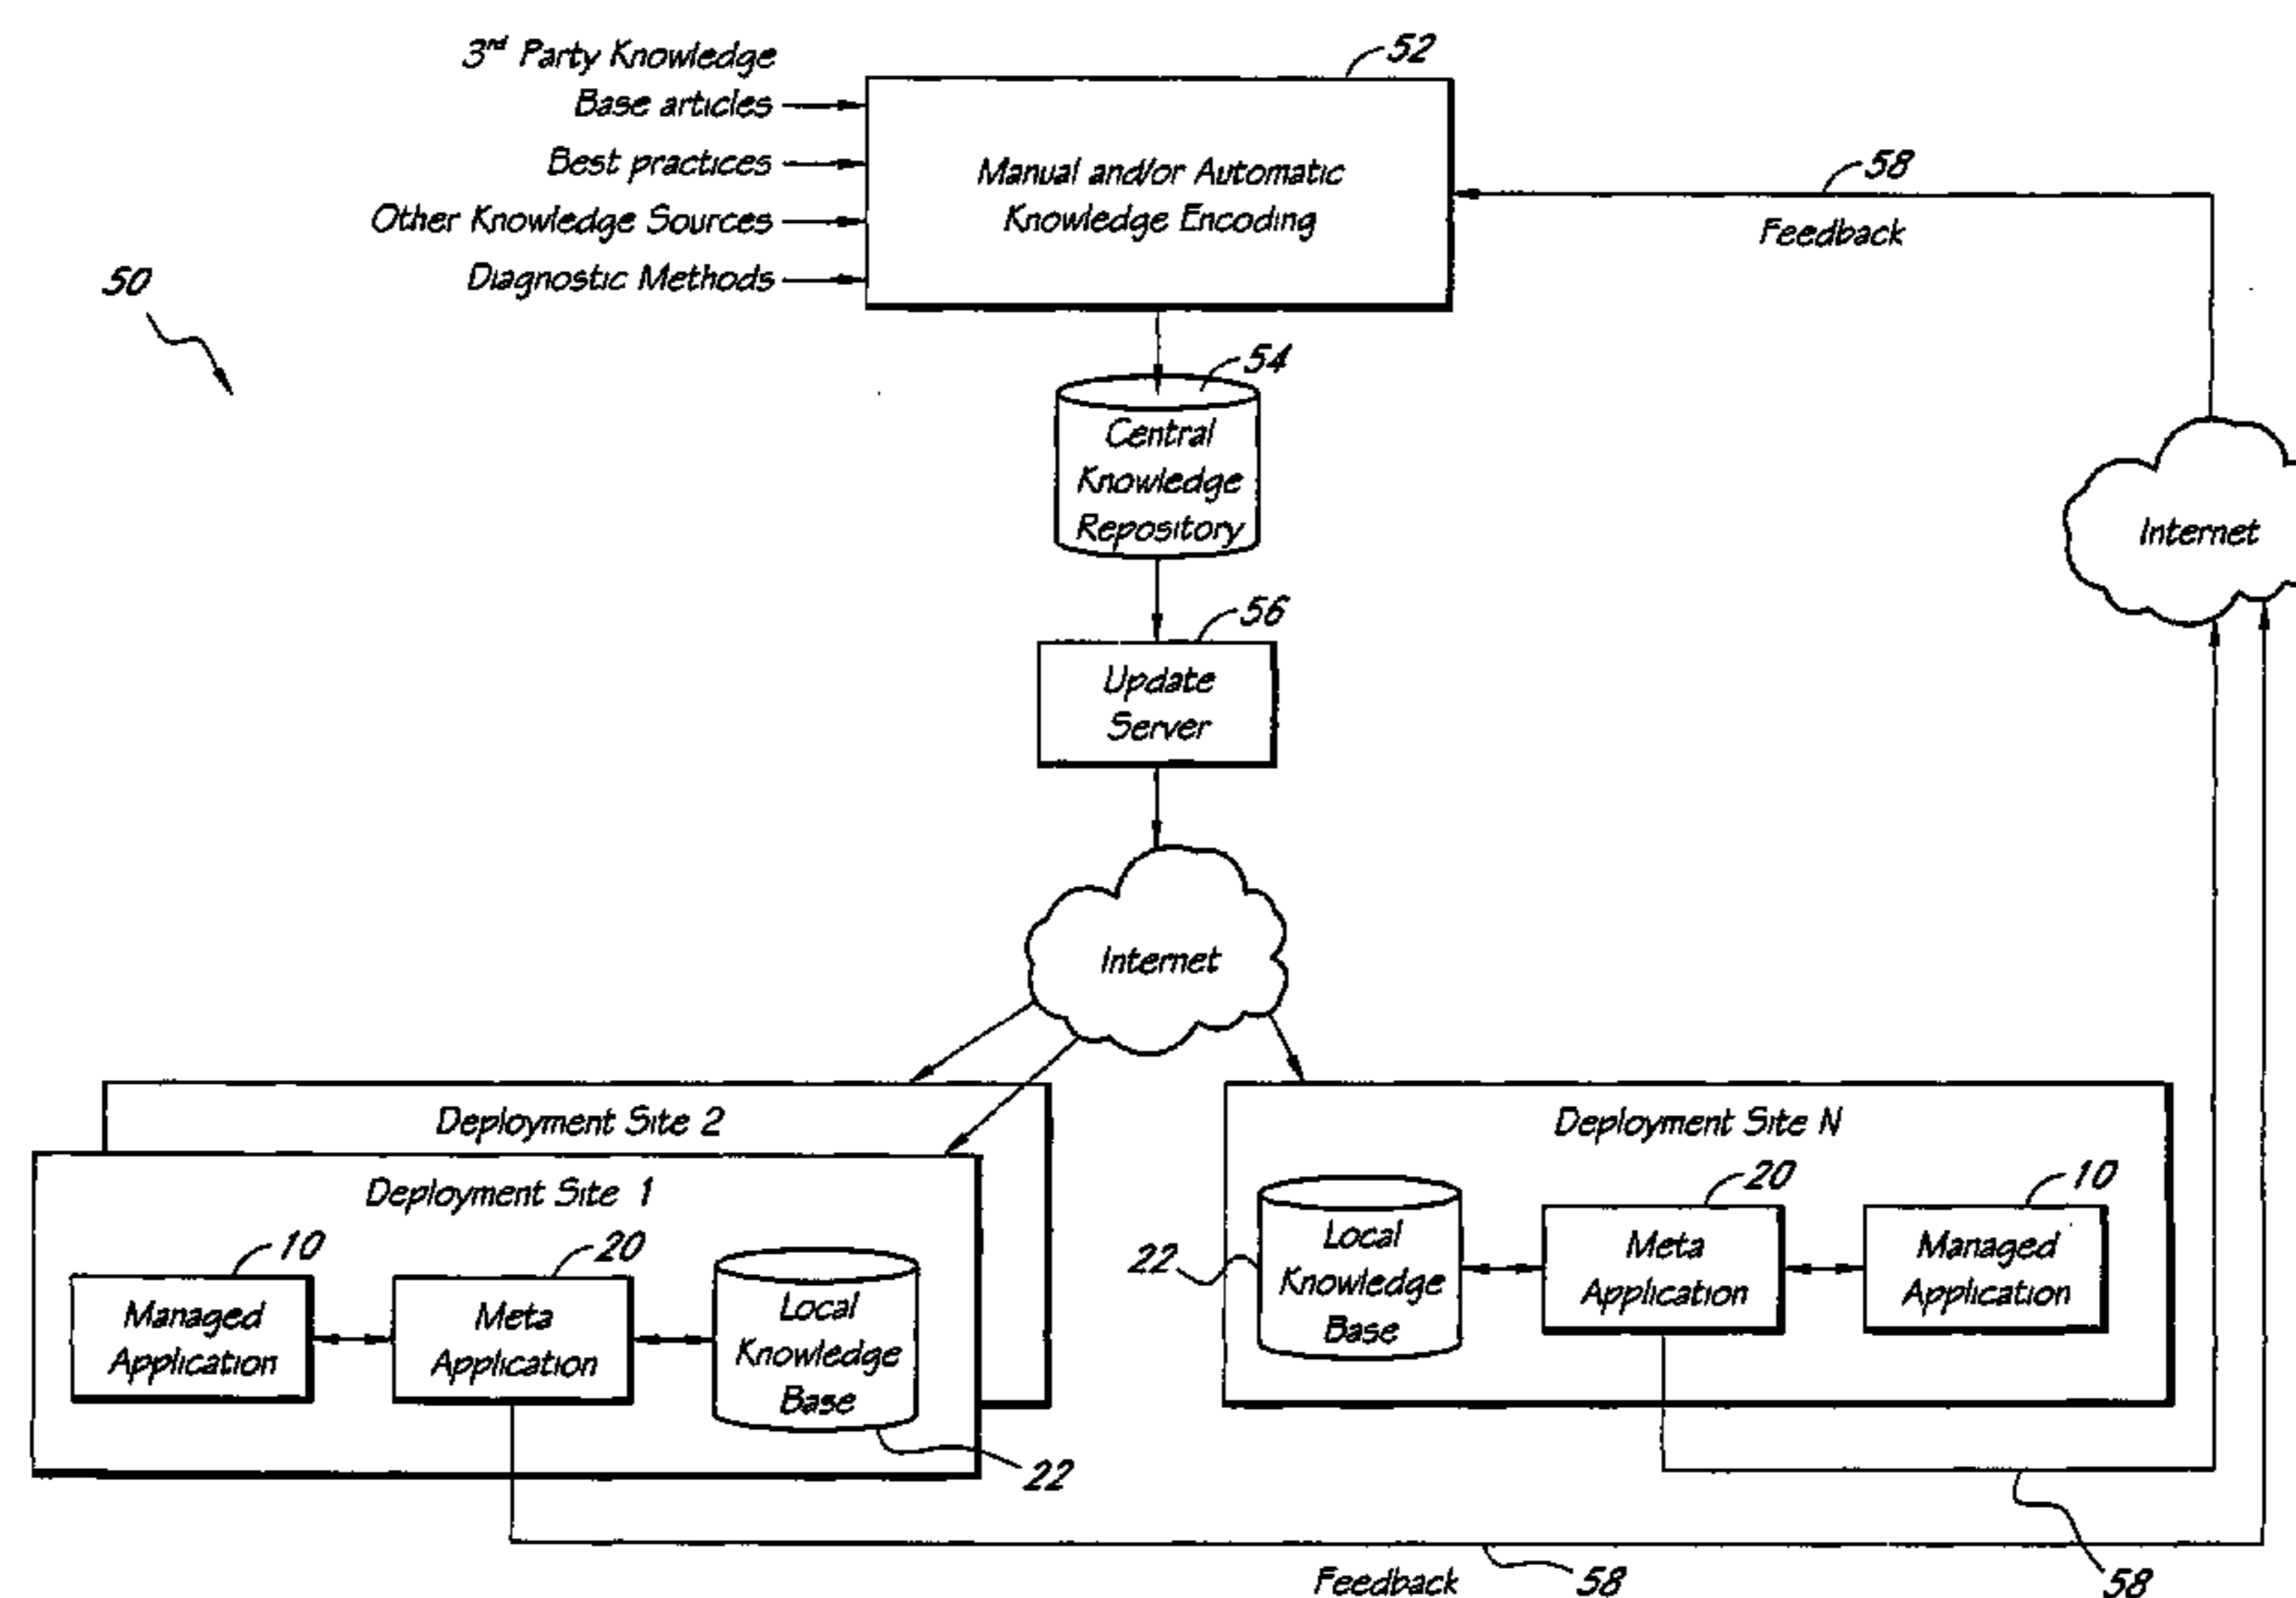 3rd Party Knowledge
Base articles
Best practices
Other Knowledge Sources
Diagnostic Methods
52
Manual and/or Automatic
Knowledge Encoding
58
Feedback
50
54
Central
Knowledge
Repository
Internet
56
Update
Server
Internet
Deployment Site 2
Deployment Site 1
10
Managed
Application
20
Meta
Application
Local
Knowledge
Base
22
Deployment Site N
22
Local
Knowledge
Base
20
Meta
Application
10
Managed
Application
Feedback
58
58